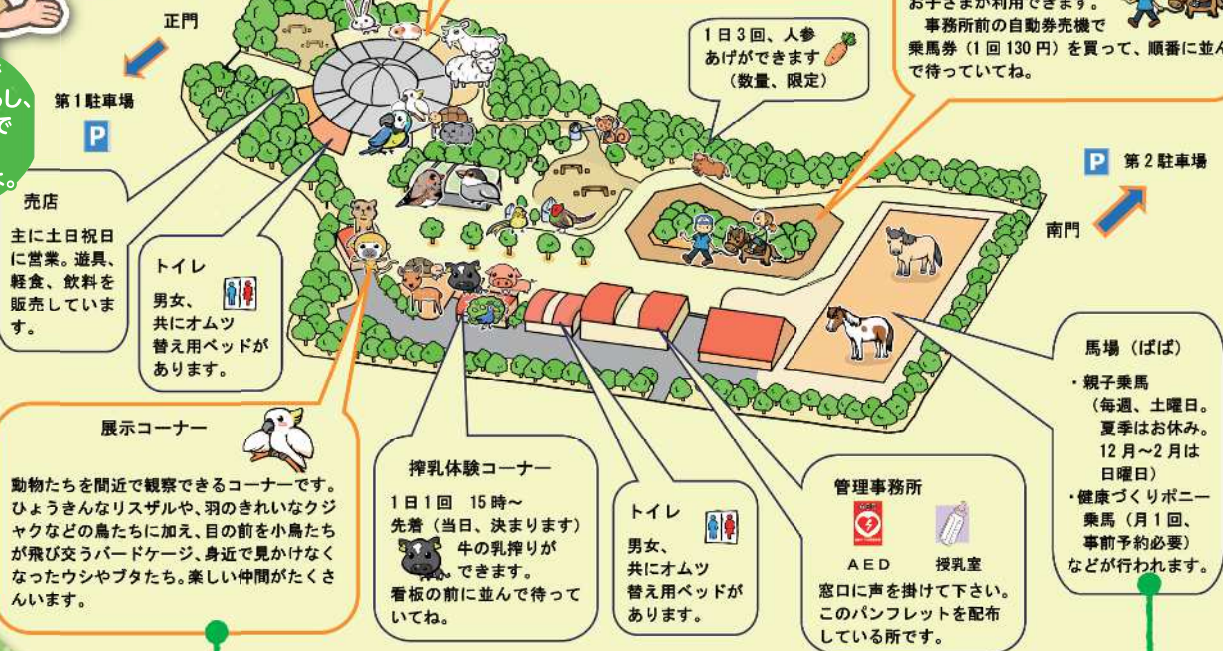 正門
第1駐車場
P
し、
で
。
売店
主に土日祝日
に営業。遊具、
軽食、飲料を
販売していま
す。
トイレ
男女、
共にオムツ
替え用ベッドが
あります。
1日3回、人参
あげができます
(数量、限定)
お子さまが利用できます。
事務所前の自動券売機で
乗馬券(1回130円)を買って、順番に並ん
で待っていてね。
P 第2駐車場
南門
展示コーナー
動物たちを間近で観察できるコーナーです。
ひょうきんなリスザルや、羽のきれいなクジ
ャクなどの鳥たちに加え、目の前を小鳥たち
が飛び交うバードケージ、身近で見かけなく
なったウシやブタたち。楽しい仲間がたくさ
んいます。
搾乳体験コーナー
1日1回 15時~
先着(当日、決まります)
牛の乳搾りが
できます。
看板の前に並んで待って
いてね。
トイレ
男女、
共にオムツ
替え用ベッドが
あります。
管理事務所
AED 授乳室
窓口に声を掛けて下さい。
このパンフレットを配布
している所です。
馬場(ばば)
・親子乗馬
(毎週、土曜日。
夏季はお休み。
12月~2月は
日曜日)
・健康づくりポニー
乗馬(月1回、
事前予約必要)
などが行われます。